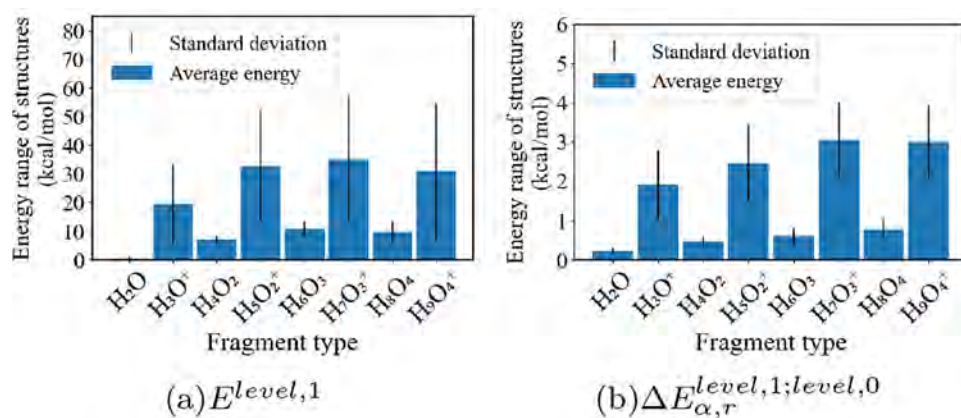 Energy range of structures
(kcal/mol)
80
70
60
50
40
30
20
10
0
Standard deviation
Average energy
H₂O
H₃O⁺
H₄O₂
H₅O₂⁺
H₆O₃
H₇O₃⁺
H₈O₄
H₉O₄⁺
Fragment type
(a)E^{level,1}
Energy range of structures
(kcal/mol)
6
5
4
3
2
1
0
Standard deviation
Average energy
H₂O
H₃O⁺
H₄O₂
H₅O₂⁺
H₆O₃
H₇O₃⁺
H₈O₄
H₉O₄⁺
Fragment type
(b)ΔE_{α,r}^{level,1;level,0}